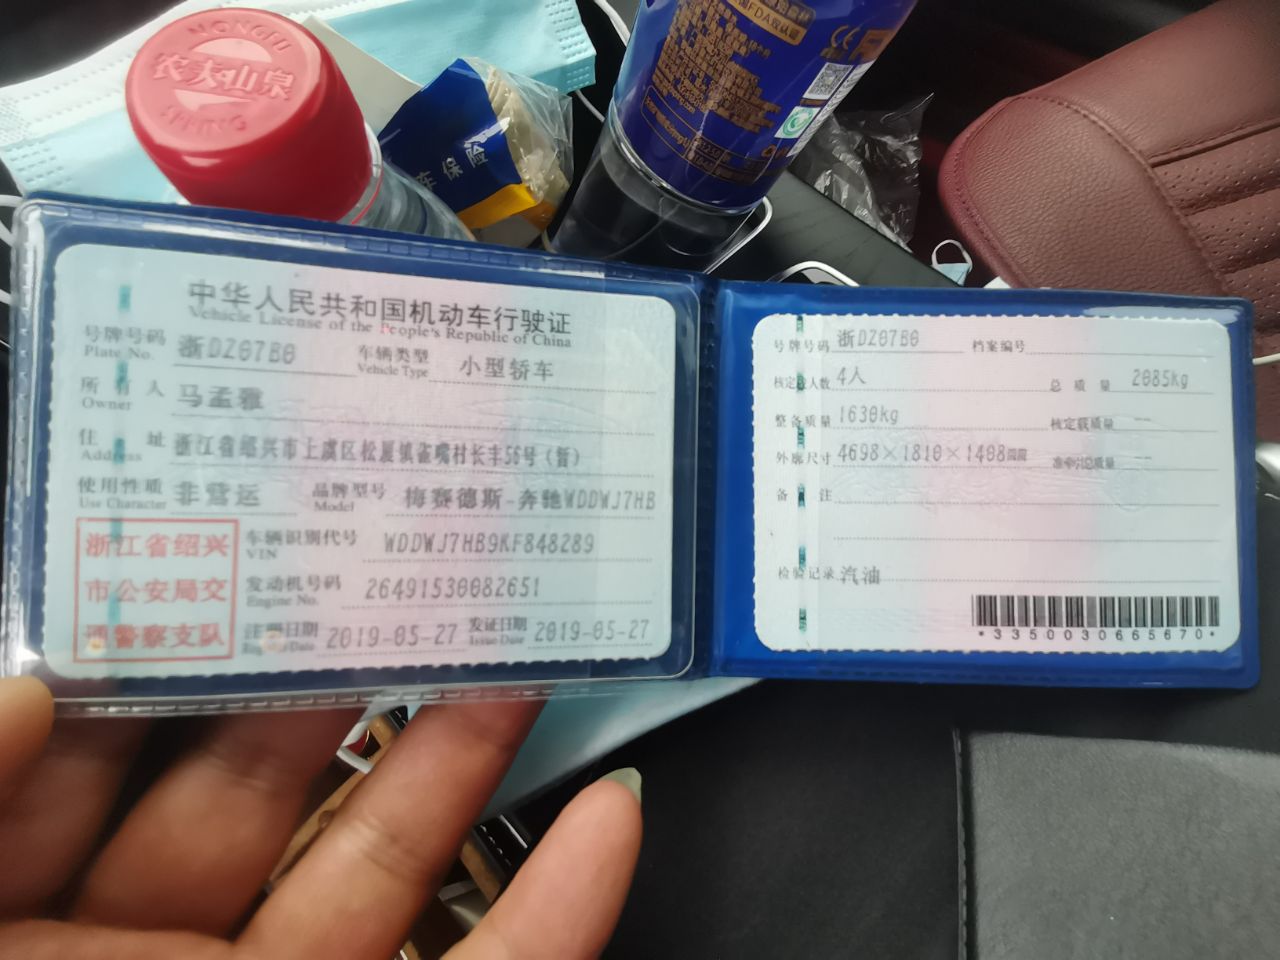 NONGFU
农夫山泉
SPRING
车保险
中华人民共和国机动车行驶证
Vehicle License of the People's Republic of China
号牌号码 浙DZ07B0 车辆类型 小型轿车
Plate No. Vehicle Type
所有人 马孟雅
Owner
住址 浙江省绍兴市上虞区松厦镇雀嘴村长丰56号(暂)
Address
使用性质 非营运 品牌型号 梅赛德斯-奔驰WDDWJ7HB
Use Character Model
浙江省绍兴
市公安局交
通警察支队
车辆识别代号 WDDWJ7HB9KF848289
VIN
发动机号码 26491530082651
Engine No.
注册日期 2019-05-27 发证日期 2019-05-27
Register Date Issue Date
号牌号码 浙DZ07B0 档案编号
核定载人数 4人 总质量 2085kg
整备质量 1630kg 核定载质量 --
外廓尺寸 4698×1810×1408mm 准牵引总质量 --
备注
检验记录 汽油
*3350030665670*